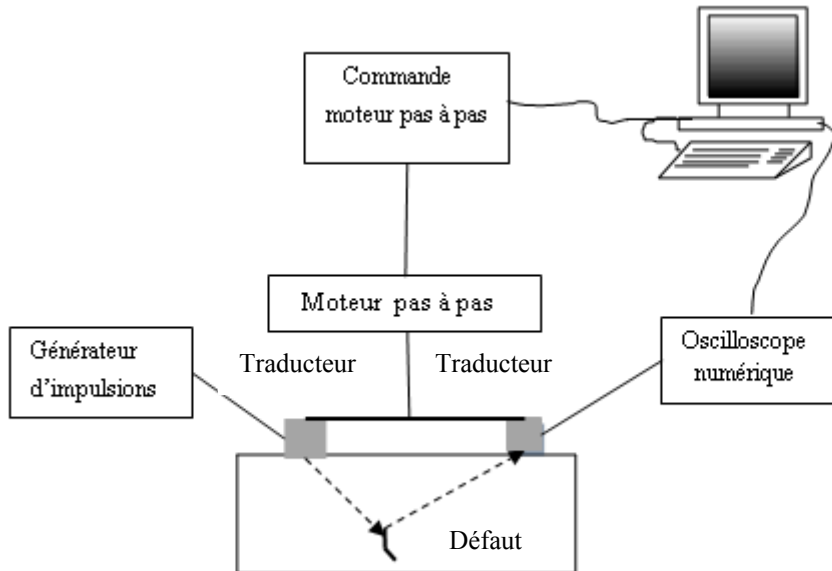 Commande
moteur pas à pas
Moteur pas à pas
Générateur
d'impulsions
Traducteur
Traducteur
Oscilloscope
numérique
Défaut